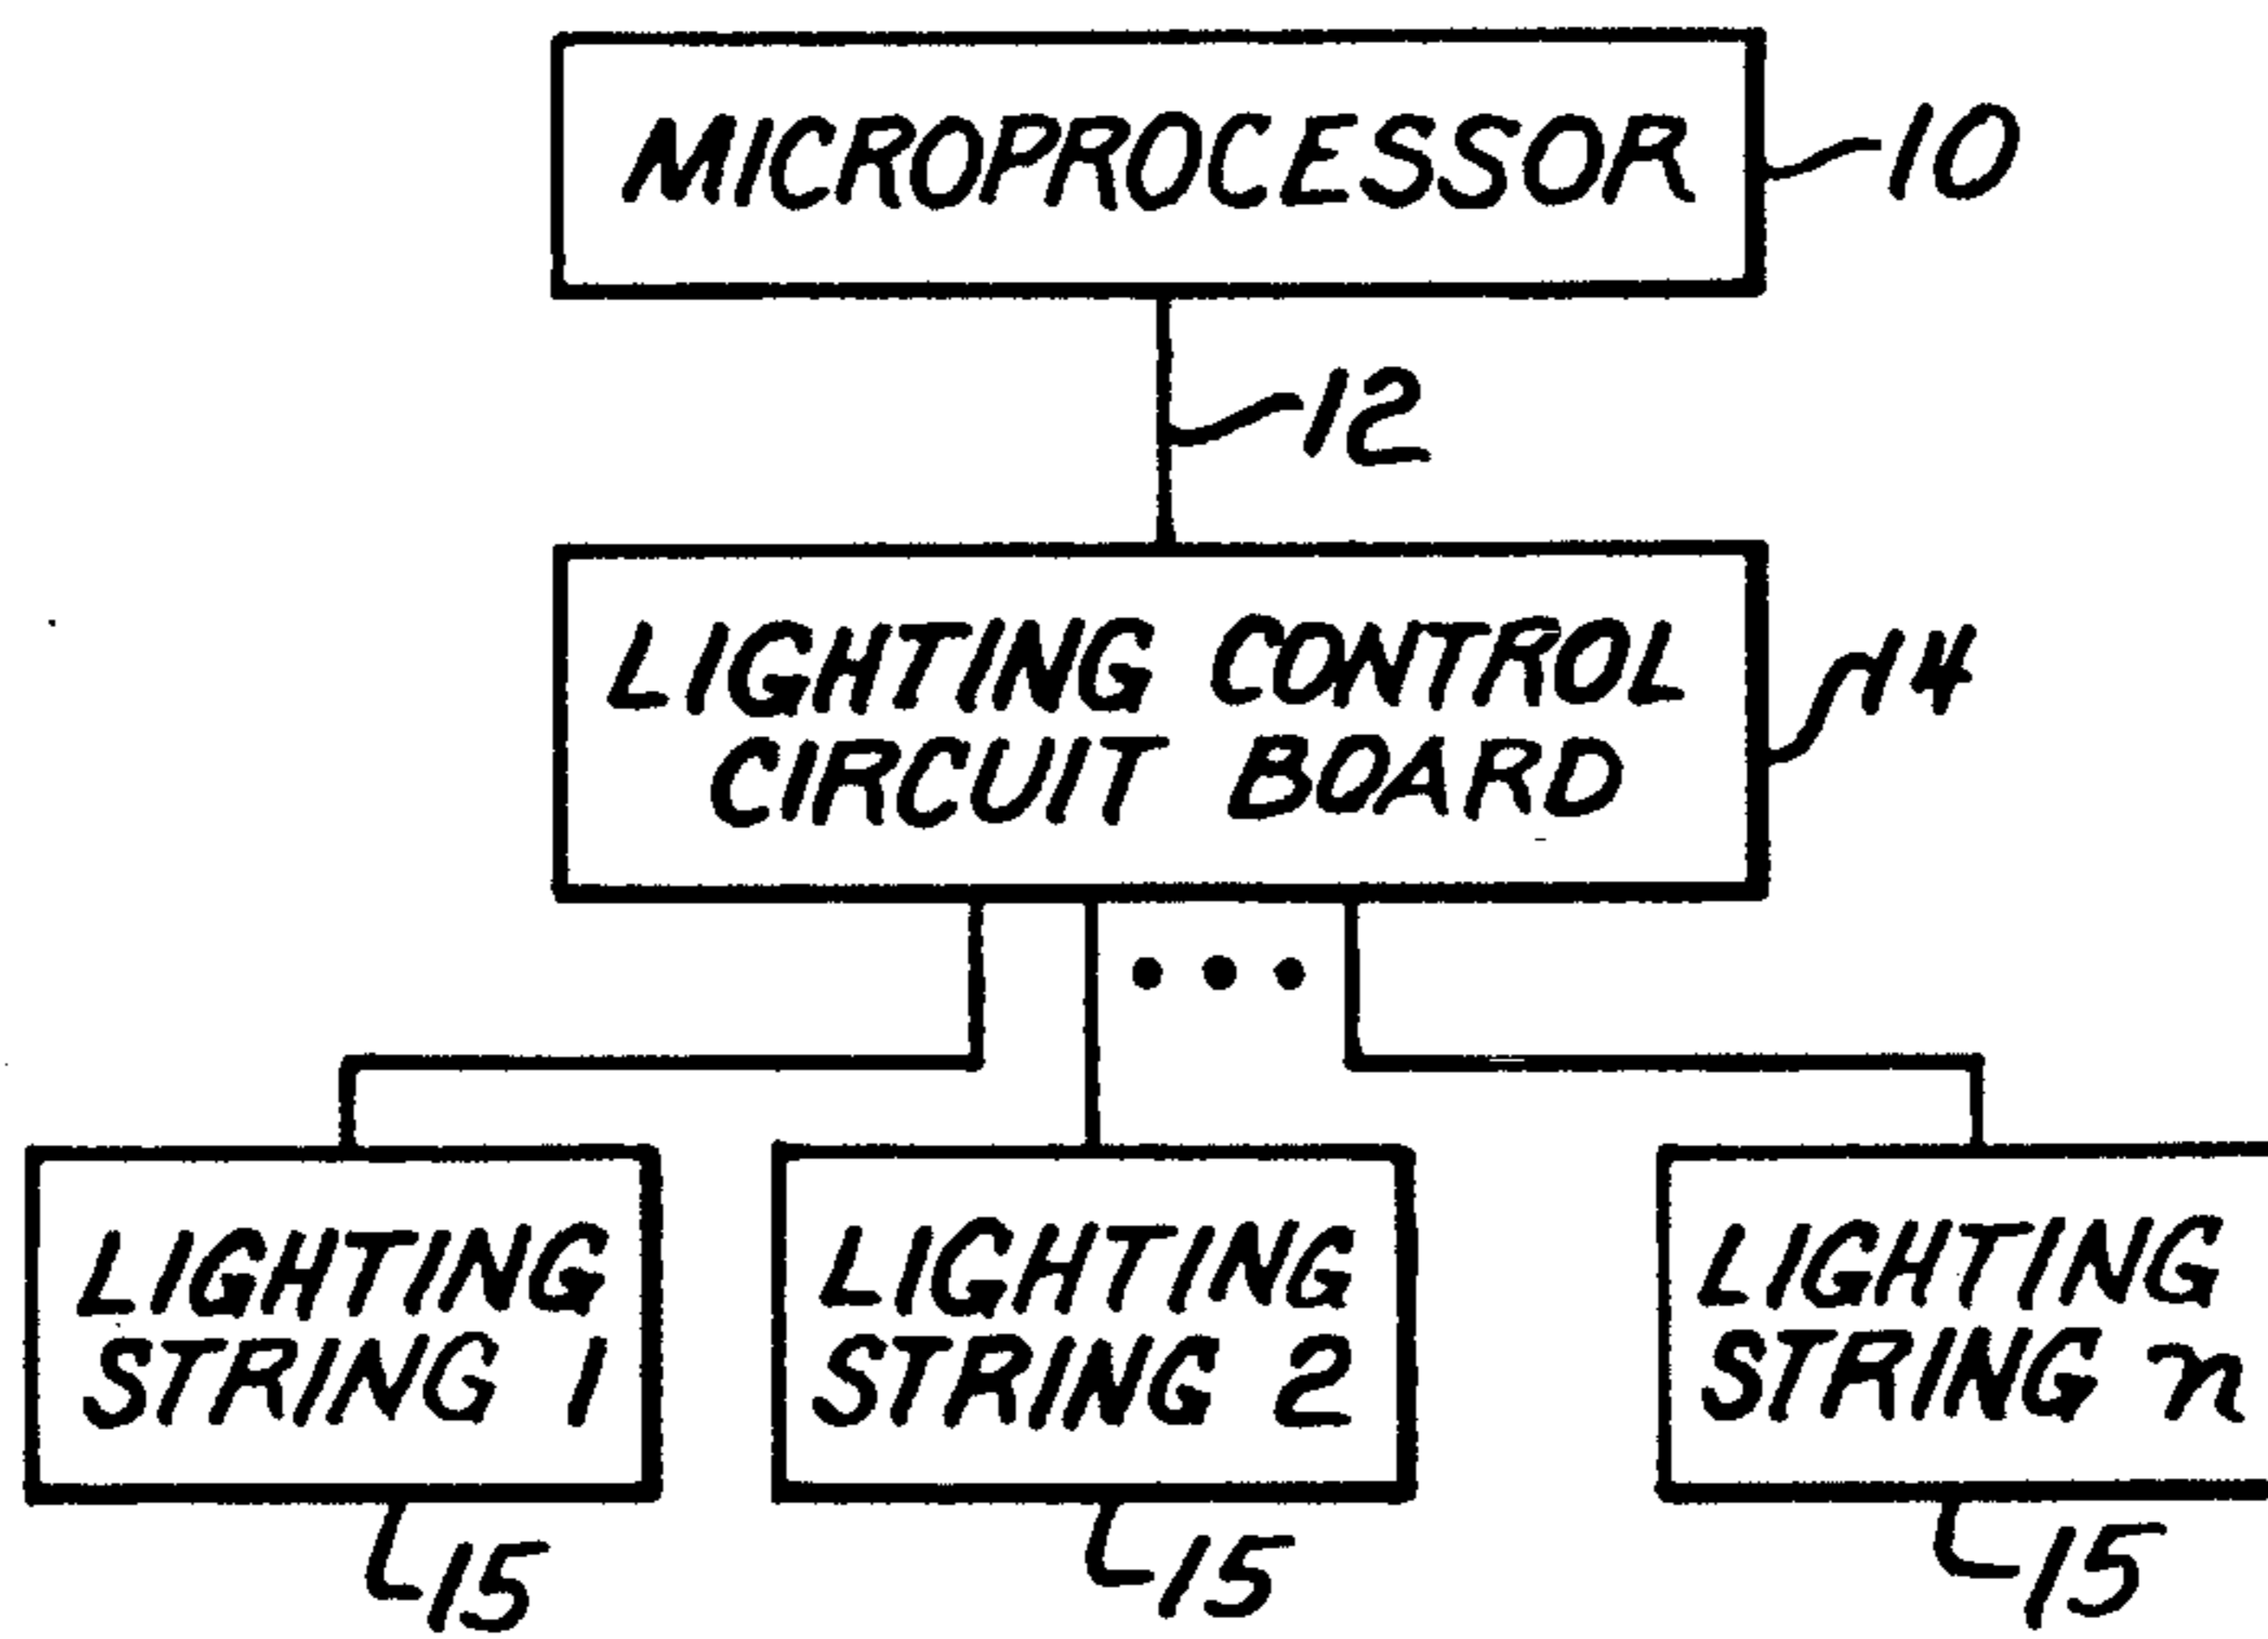 MICROPROCESSOR
10
12
LIGHTING CONTROL
CIRCUIT BOARD
14
LIGHTING
STRING 1
LIGHTING
STRING 2
LIGHTING
STRING n
15
15
15